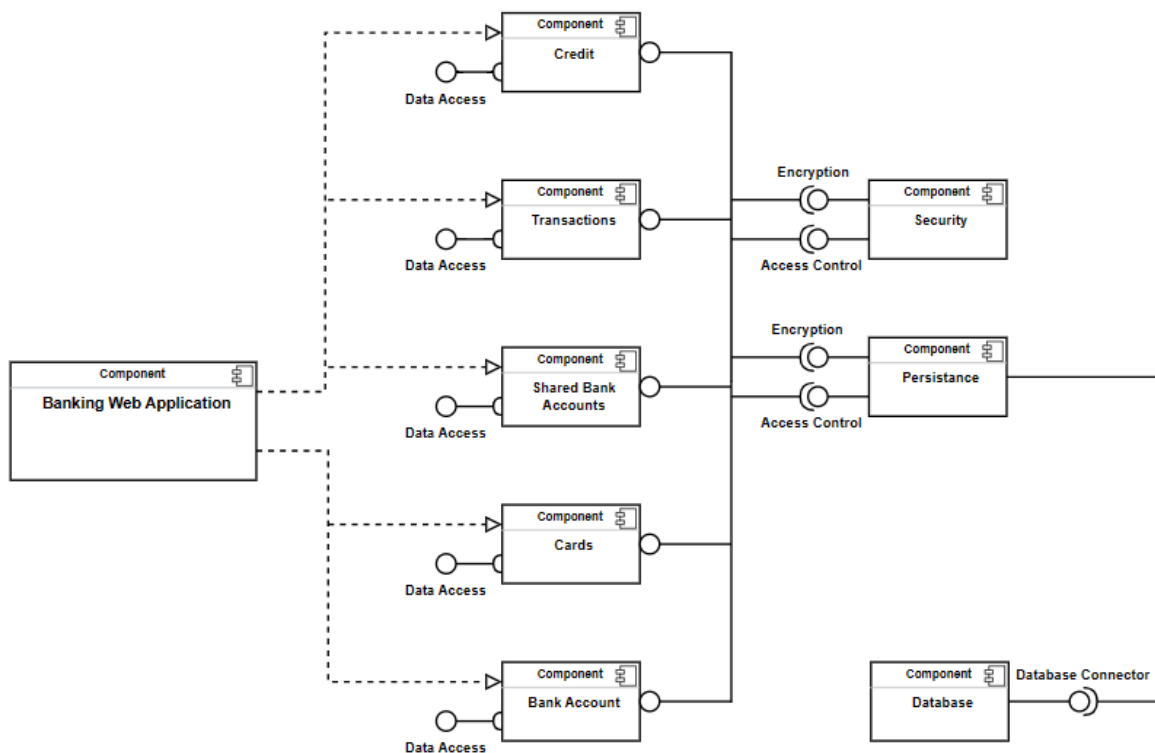 Component
Credit
Data Access
Component
Transactions
Data Access
Encryption
Component
Security
Access Control
Component
Banking Web Application
Component
Shared Bank
Accounts
Data Access
Encryption
Component
Persistance
Access Control
Component
Cards
Data Access
Component
Bank Account
Data Access
Component
Database
Database Connector